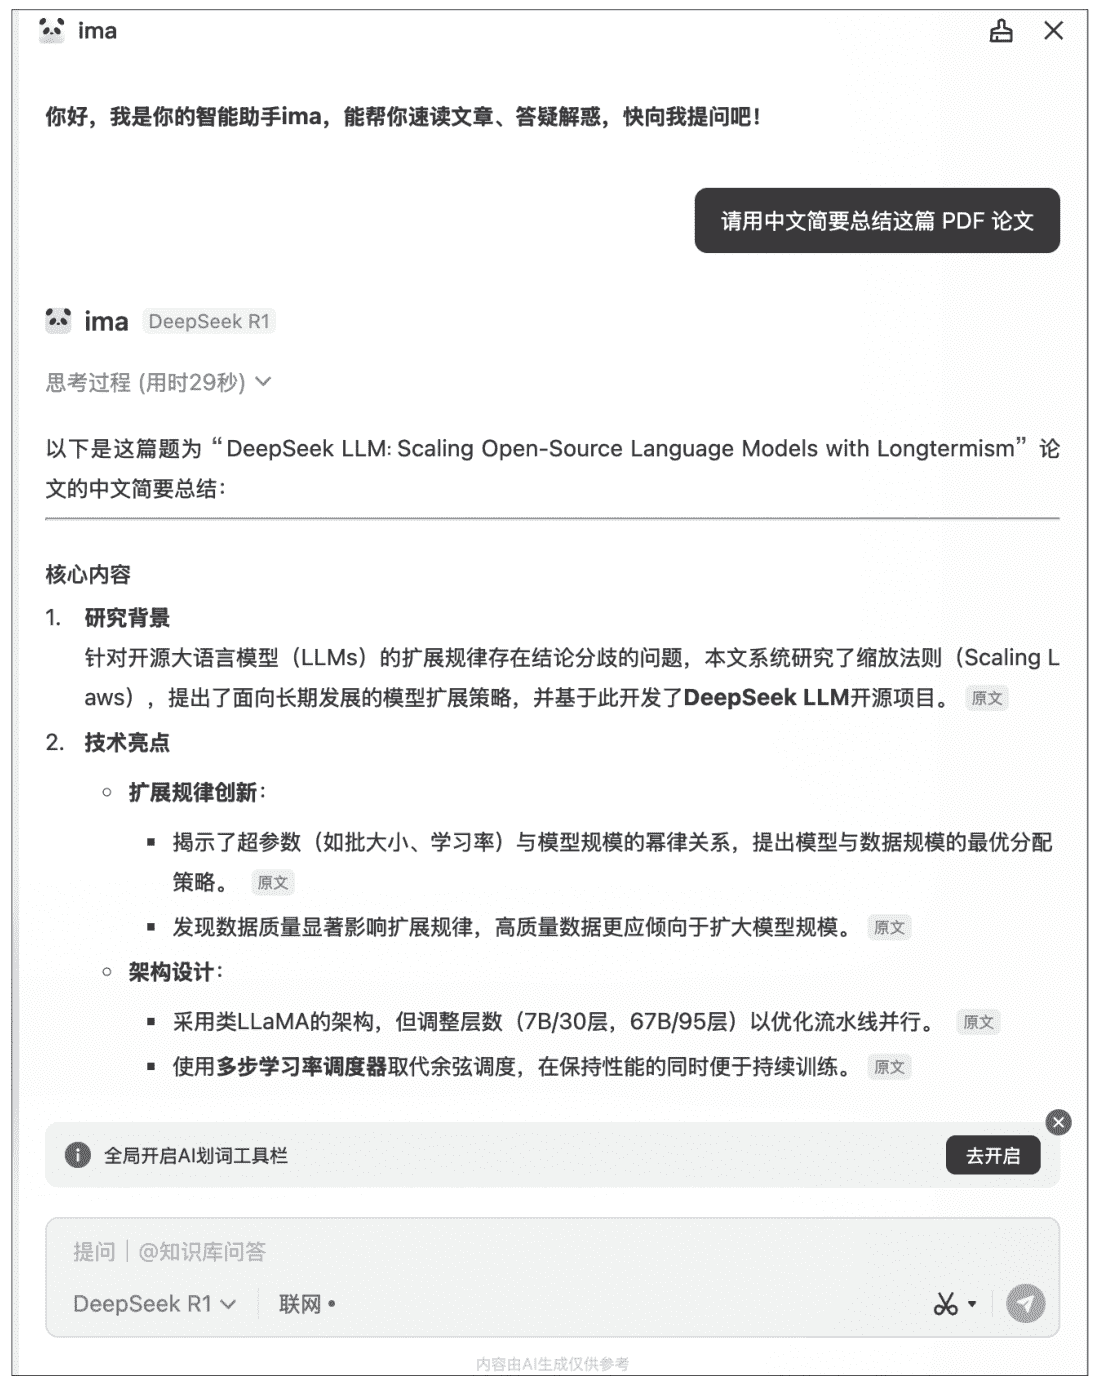 ima
你好，我是你的智能助手ima，能帮你速读文章、答疑解惑，快向我提问吧！
请用中文简要总结这篇 PDF 论文
ima DeepSeek R1
思考过程 (用时29秒)
以下是这篇题为“DeepSeek LLM: Scaling Open-Source Language Models with Longtermism”论
文的中文简要总结：
核心内容
1. 研究背景
针对开源大语言模型（LLMs）的扩展规律存在结论分歧的问题，本文系统研究了缩放法则（Scaling L
aws），提出了面向长期发展的模型扩展策略，并基于此开发了DeepSeek LLM开源项目。 原文
2. 技术亮点
扩展规律创新：
揭示了超参数（如批大小、学习率）与模型规模的幂律关系，提出模型与数据规模的最优分配
策略。 原文
发现数据质量显著影响扩展规律，高质量数据更应倾向于扩大模型规模。 原文
架构设计：
采用类LLaMA的架构，但调整层数（7B/30层，67B/95层）以优化流水线并行。 原文
使用多步学习率调度器取代余弦调度，在保持性能的同时便于持续训练。 原文
全局开启AI划词工具栏 去开启
提问 | @知识库问答
DeepSeek R1 联网
内容由AI生成仅供参考